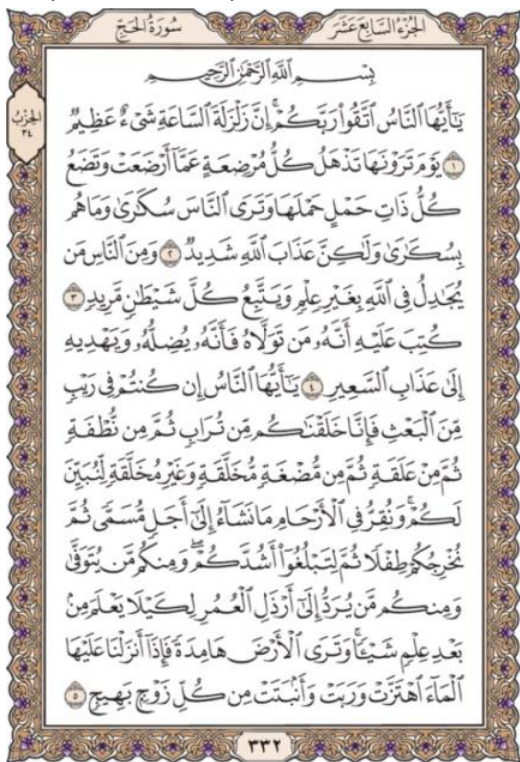 الجزء السابع عشر
سورة الحج
الحزب
٣٤
بِسْمِ اللَّهِ الرَّحْمَٰنِ الرَّحِيمِ
يَٰٓأَيُّهَا ٱلنَّاسُ ٱتَّقُوا۟ رَبَّكُمْ ۚ إِنَّ زَلْزَلَةَ ٱلسَّاعَةِ شَىْءٌ عَظِيمٌ
١ يَوْمَ تَرَوْنَهَا تَذْهَلُ كُلُّ مُرْضِعَةٍ عَمَّآ أَرْضَعَتْ وَتَضَعُ
كُلُّ ذَاتِ حَمْلٍ حَمْلَهَا وَتَرَى ٱلنَّاسَ سُكَٰرَىٰ وَمَا هُم
بِسُكَٰرَىٰ وَلَٰكِنَّ عَذَابَ ٱللَّهِ شَدِيدٌ ٢ وَمِنَ ٱلنَّاسِ مَن
يُجَٰدِلُ فِى ٱللَّهِ بِغَيْرِ عِلْمٍ وَيَتَّبِعُ كُلَّ شَيْطَٰنٍ مَّرِيدٍ ٣
كُتِبَ عَلَيْهِ أَنَّهُۥ مَن تَوَلَّاهُ فَأَنَّهُۥ يُضِلُّهُۥ وَيَهْدِيهِ
إِلَىٰ عَذَابِ ٱلسَّعِيرِ ٤ يَٰٓأَيُّهَا ٱلنَّاسُ إِن كُنتُمْ فِى رَيْبٍ
مِّنَ ٱلْبَعْثِ فَإِنَّا خَلَقْنَٰكُم مِّن تُرَابٍ ثُمَّ مِن نُّطْفَةٍ
ثُمَّ مِنْ عَلَقَةٍ ثُمَّ مِن مُّضْغَةٍ مُّخَلَّقَةٍ وَغَيْرِ مُخَلَّقَةٍ لِّنُبَيِّنَ
لَكُمْ ۚ وَنُقِرُّ فِى ٱلْأَرْحَامِ مَا نَشَآءُ إِلَىٰٓ أَجَلٍ مُّسَمًّى ثُمَّ
نُخْرِجُكُمْ طِفْلًا ثُمَّ لِتَبْلُغُوٓا۟ أَشُدَّكُمْ ۖ وَمِنكُم مَّن يُتَوَفَّىٰ
وَمِنكُم مَّن يُرَدُّ إِلَىٰٓ أَرْذَلِ ٱلْعُمُرِ لِكَيْلَا يَعْلَمَ مِنۢ
بَعْدِ عِلْمٍ شَيْـًٔا ۚ وَتَرَى ٱلْأَرْضَ هَامِدَةً فَإِذَآ أَنزَلْنَا عَلَيْهَا
ٱلْمَآءَ ٱهْتَزَّتْ وَرَبَتْ وَأَنۢبَتَتْ مِن كُلِّ زَوْجٍۭ بَهِيجٍ ٥
٣٣٢